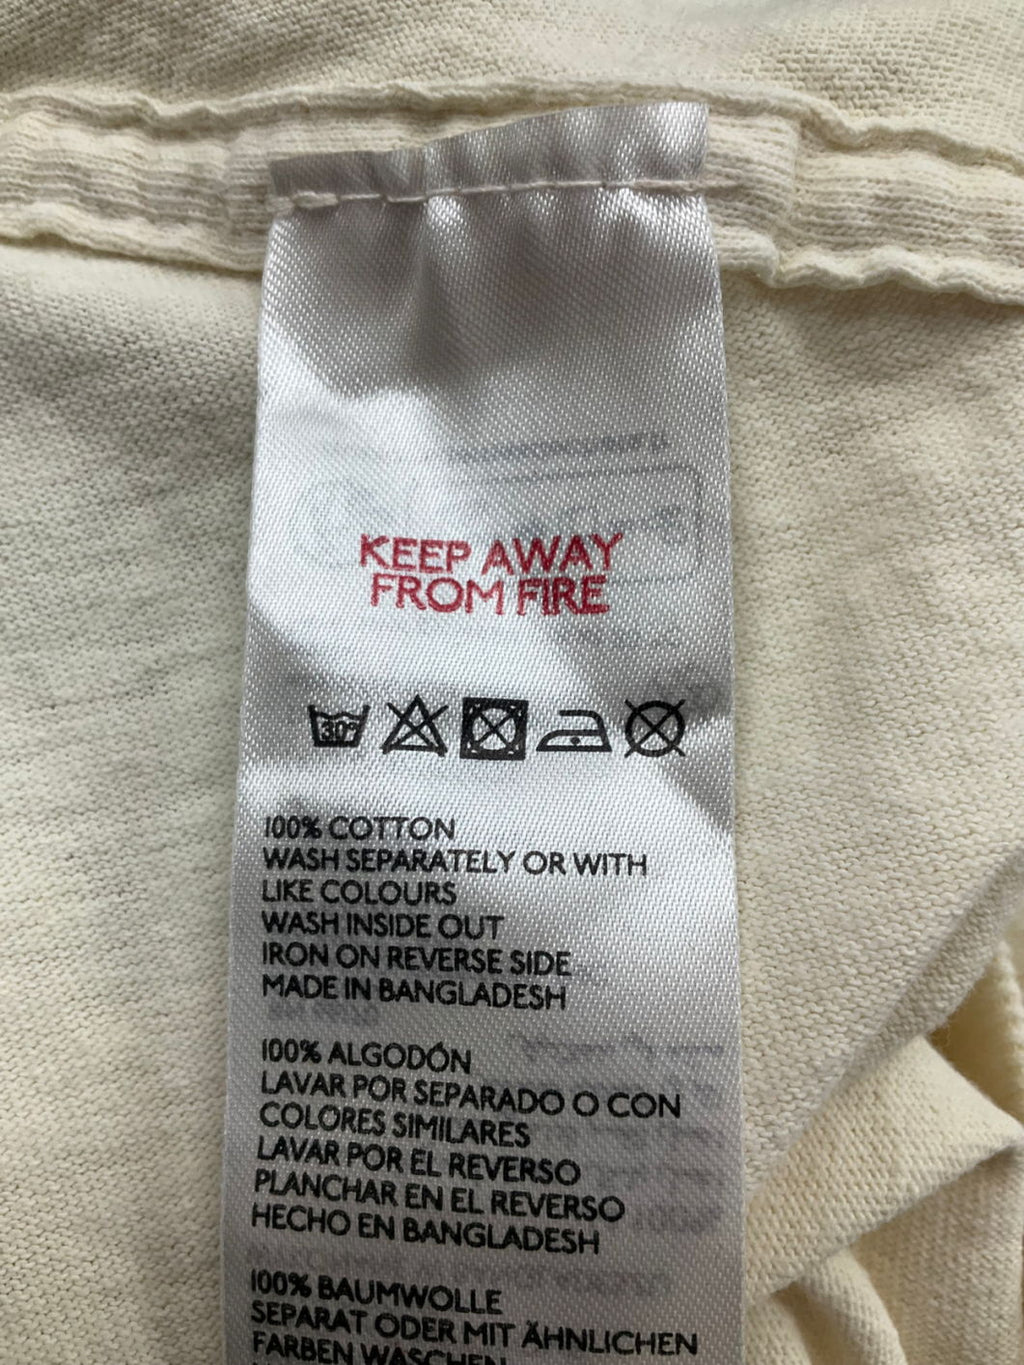 KEEP AWAY
FROM FIRE
30°
100% COTTON
WASH SEPARATELY OR WITH
LIKE COLOURS
WASH INSIDE OUT
IRON ON REVERSE SIDE
MADE IN BANGLADESH
100% ALGODÓN
LAVAR POR SEPARADO O CON
COLORES SIMILARES
LAVAR POR EL REVERSO
PLANCHAR EN EL REVERSO
HECHO EN BANGLADESH
100% BAUMWOLLE
SEPARAT ODER MIT ÄHNLICHEN
FARBEN WASCHEN